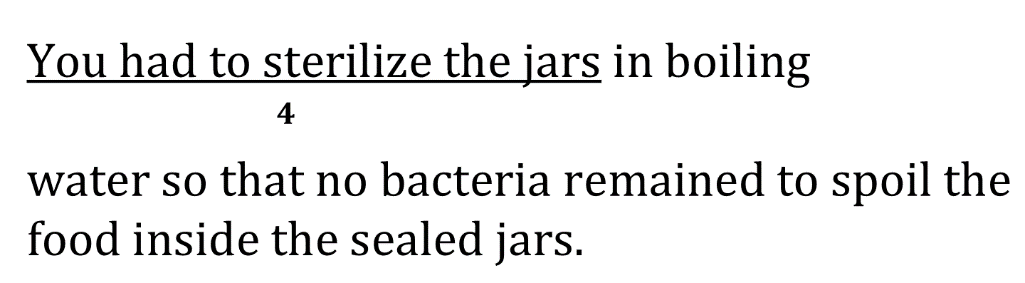 You had to sterilize the jars in boiling
4
water so that no bacteria remained to spoil the
food inside the sealed jars.